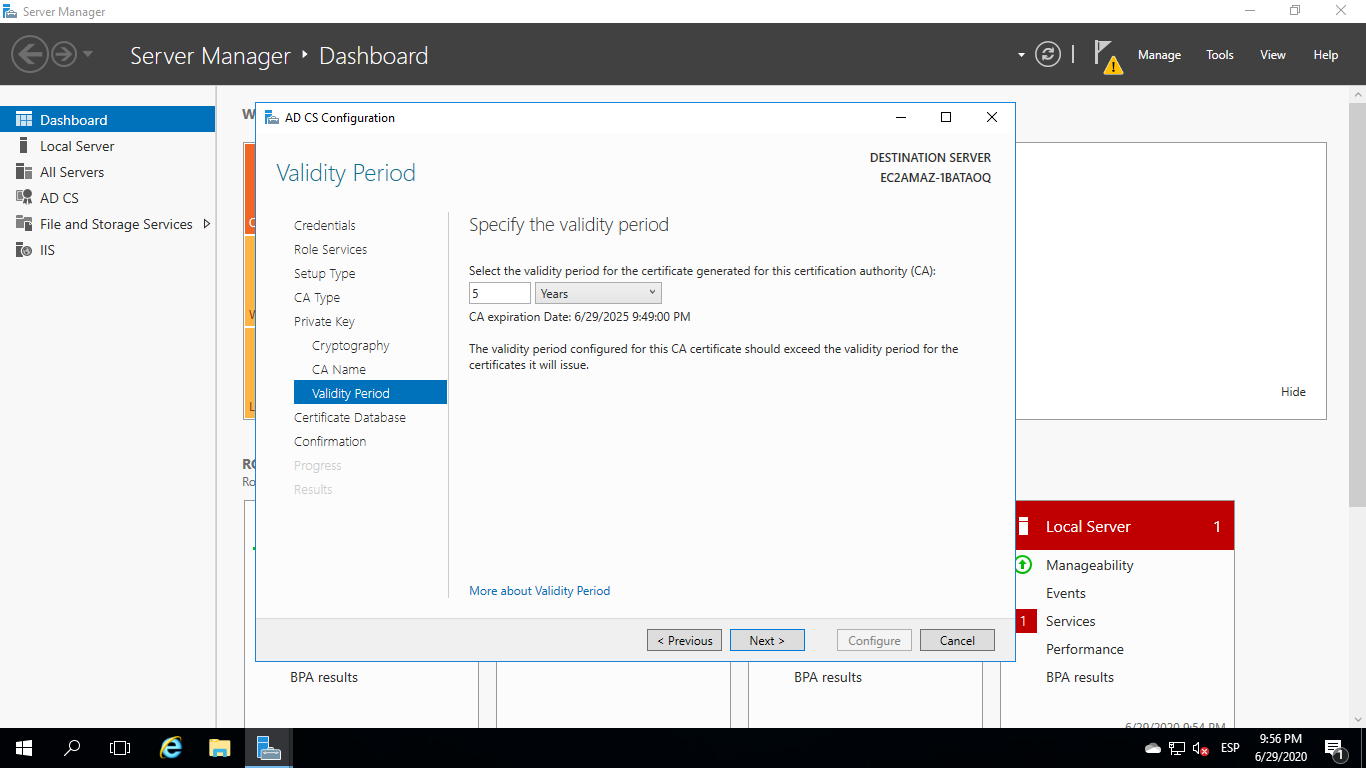 Server Manager
Server Manager
Dashboard
Manage
Tools
View
Help
Dashboard
Local Server
All Servers
AD CS
File and Storage Services
IIS
AD CS Configuration
Validity Period
DESTINATION SERVER
EC2AMAZ-1BATAOQ
Credentials
Role Services
Setup Type
CA Type
Private Key
Cryptography
CA Name
Validity Period
Certificate Database
Confirmation
Progress
Results
Specify the validity period
Select the validity period for the certificate generated for this certification authority (CA):
5
Years
CA expiration Date: 6/29/2025 9:49:00 PM
The validity period configured for this CA certificate should exceed the validity period for the
certificates it will issue.
More about Validity Period
< Previous
Next >
Configure
Cancel
Hide
Local Server 1
Manageability
Events
1 Services
Performance
BPA results
BPA results
BPA results
6/29/2020 9:54 PM
ESP
9:56 PM
6/29/2020
1